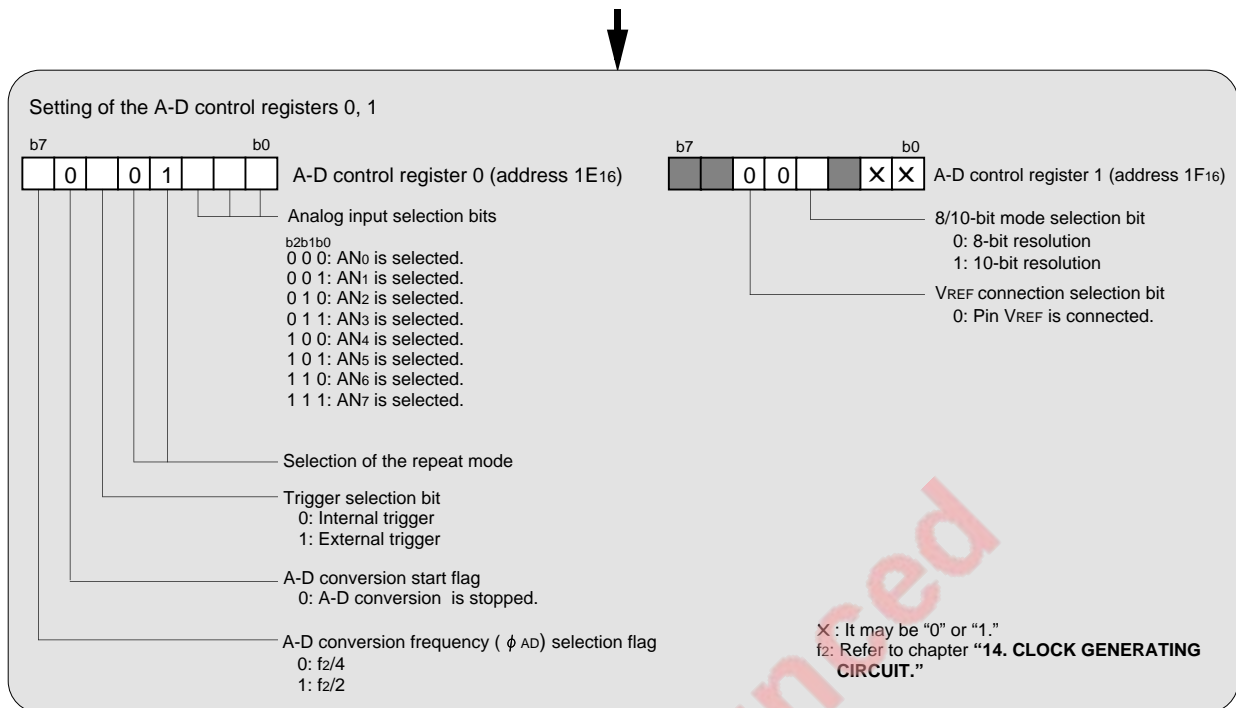 Setting of the A-D control registers 0, 1
b7 b0
0 0 1 A-D control register 0 (address 1E16)
Analog input selection bits
b2b1b0
0 0 0: AN0 is selected.
0 0 1: AN1 is selected.
0 1 0: AN2 is selected.
0 1 1: AN3 is selected.
1 0 0: AN4 is selected.
1 0 1: AN5 is selected.
1 1 0: AN6 is selected.
1 1 1: AN7 is selected.
Selection of the repeat mode
Trigger selection bit
0: Internal trigger
1: External trigger
A-D conversion start flag
0: A-D conversion is stopped.
A-D conversion frequency ( ϕ AD) selection flag
0: f2/4
1: f2/2
b7 b0
0 0 × × A-D control register 1 (address 1F16)
8/10-bit mode selection bit
0: 8-bit resolution
1: 10-bit resolution
VREF connection selection bit
0: Pin VREF is connected.
× : It may be “0” or “1.”
f2: Refer to chapter “14. CLOCK GENERATING
CIRCUIT.”